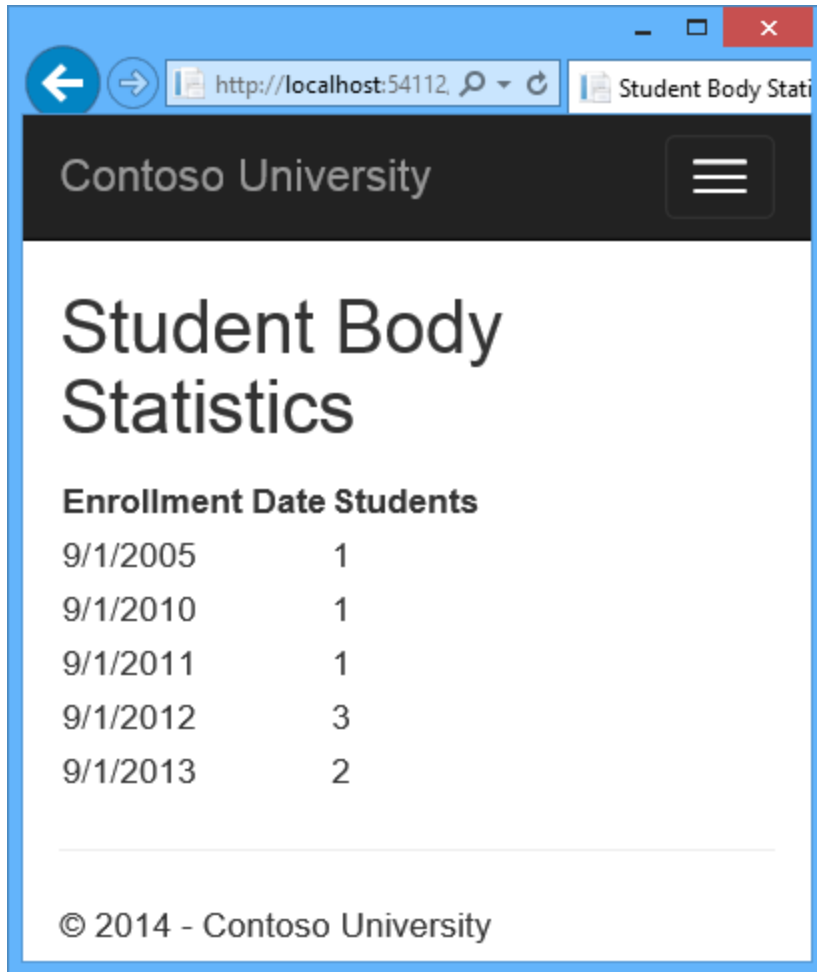 http://localhost:54112,
Student Body Stati
Contoso University
Student Body
Statistics
Enrollment Date Students
9/1/2005 1
9/1/2010 1
9/1/2011 1
9/1/2012 3
9/1/2013 2
© 2014 - Contoso University